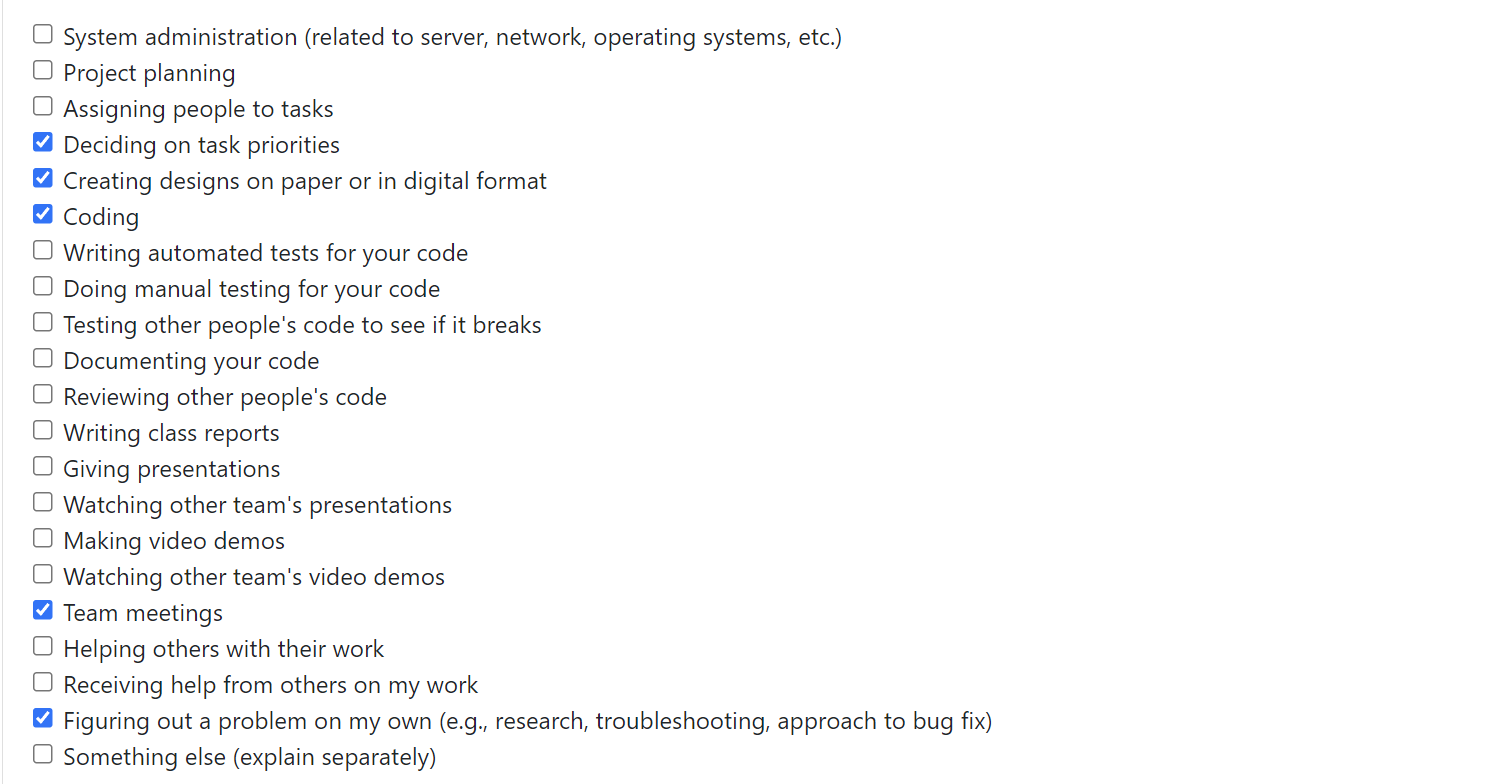 System administration (related to server, network, operating systems, etc.)
Project planning
Assigning people to tasks
Deciding on task priorities
Creating designs on paper or in digital format
Coding
Writing automated tests for your code
Doing manual testing for your code
Testing other people's code to see if it breaks
Documenting your code
Reviewing other people's code
Writing class reports
Giving presentations
Watching other team's presentations
Making video demos
Watching other team's video demos
Team meetings
Helping others with their work
Receiving help from others on my work
Figuring out a problem on my own (e.g., research, troubleshooting, approach to bug fix)
Something else (explain separately)